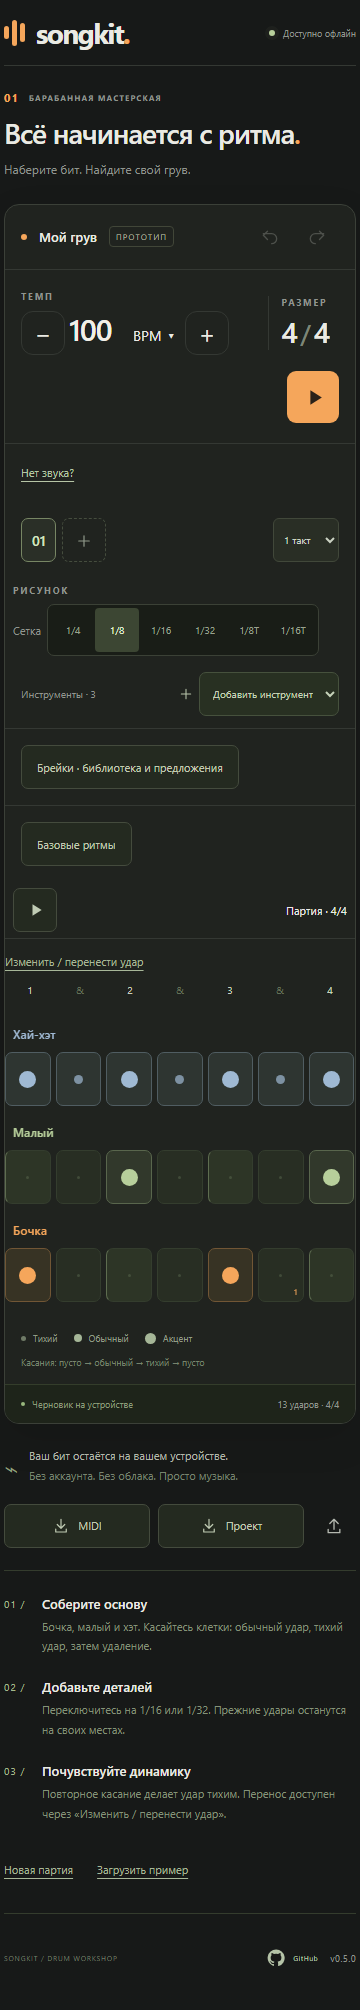 songkit.
Доступно офлайн
01 БАРАБАННАЯ МАСТЕРСКАЯ
Всё начинается с ритма.
Наберите бит. Найдите свой грув.
Мой грув ПРОТОТИП
ТЕМП
РАЗМЕР
− 100 BPM ▾ +
4/4
Нет звука?
01 + 1 такт
РИСУНОК
Сетка 1/4 1/8 1/16 1/32 1/8T 1/16T
Инструменты · 3 + Добавить инструмент
Брейки · библиотека и предложения
Базовые ритмы
Партия · 4/4
Изменить / перенести удар
1 & 2 & 3 & 4
Хай-хэт
Малый
Бочка
1
Тихий Обычный Акцент
Касания: пусто → обычный → тихий → пусто
Черновик на устройстве 13 ударов · 4/4
Ваш бит остаётся на вашем устройстве.
Без аккаунта. Без облака. Просто музыка.
MIDI Проект
01 / Соберите основу
Бочка, малый и хэт. Касайтесь клетки: обычный удар, тихий
удар, затем удаление.
02 / Добавьте деталей
Переключитесь на 1/16 или 1/32. Прежние удары останутся
на своих местах.
03 / Почувствуйте динамику
Повторное касание делает удар тихим. Перенос доступен
через «Изменить / перенести удар».
Новая партия Загрузить пример
SONGKIT / DRUM WORKSHOP GitHub v0.5.0